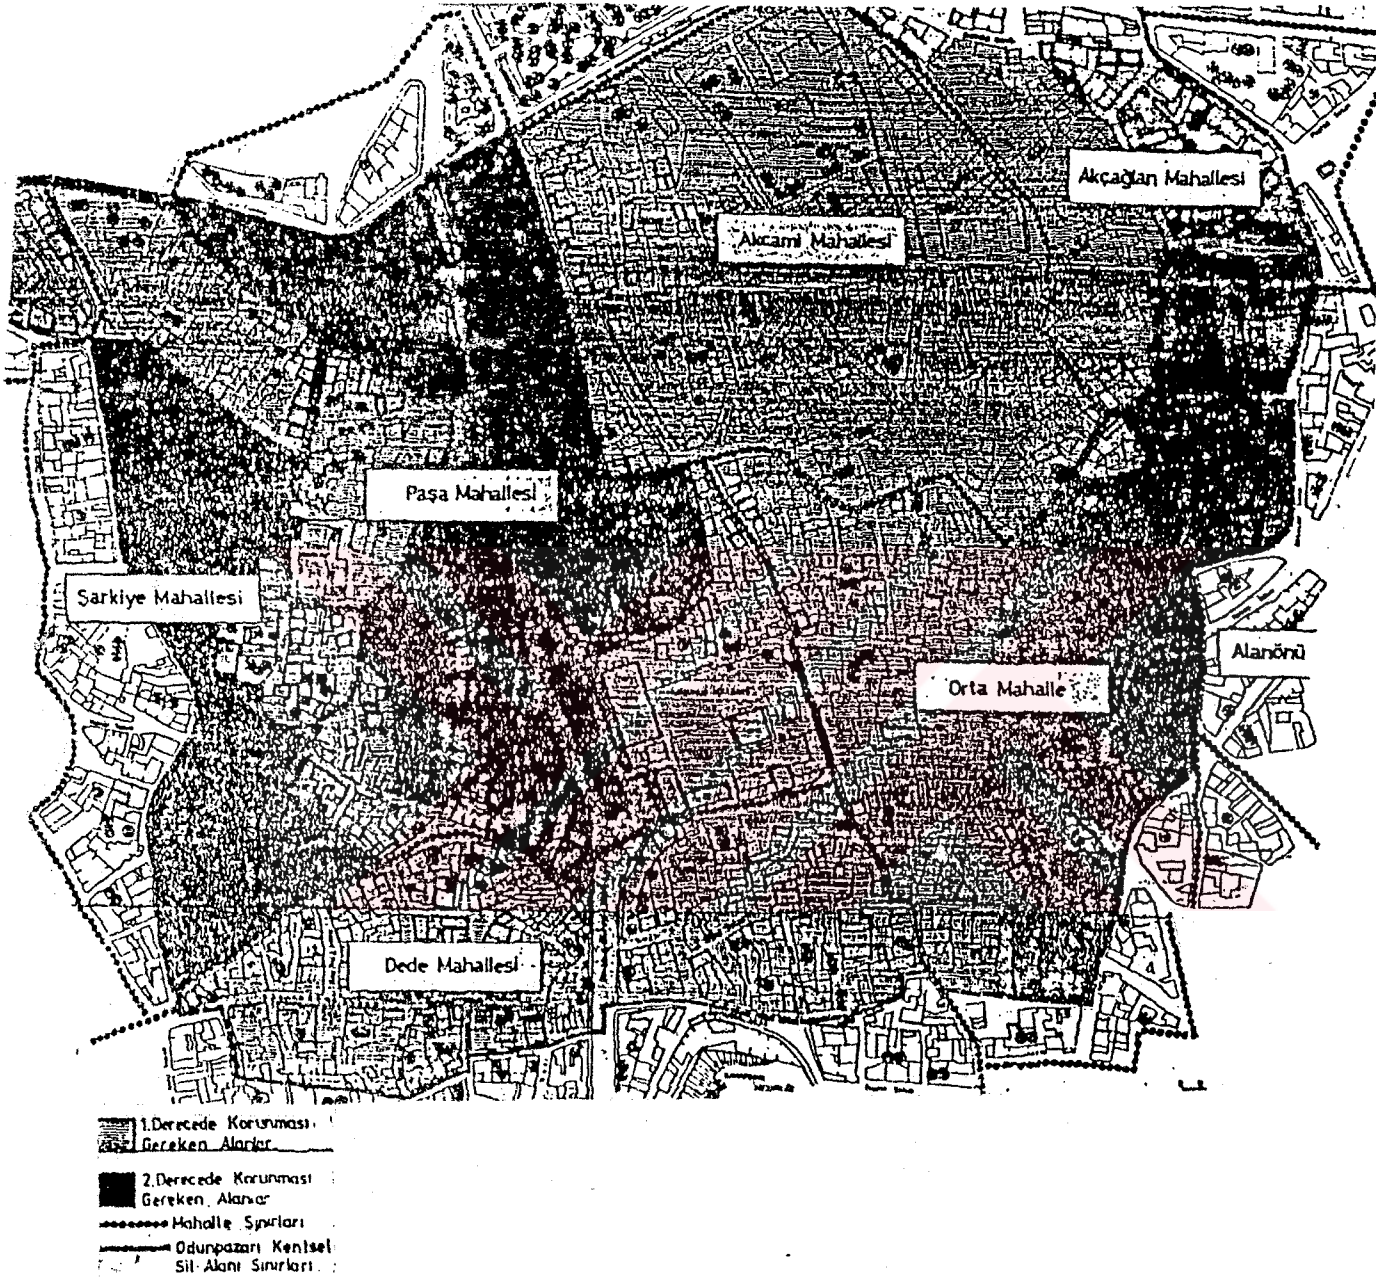 Akçağlan Mahallesi
Akcami Mahallesi
Paşa Mahallesi
Şarkiye Mahallesi
Alanönü
Orta Mahalle
Dede Mahallesi
1.Derecede Korunması
Gereken Alanlar
2.Derecede Korunması
Gereken Alanlar
Mahalle Sınırları
Odunpazarı Kentsel
Sit Alanı Sınırları